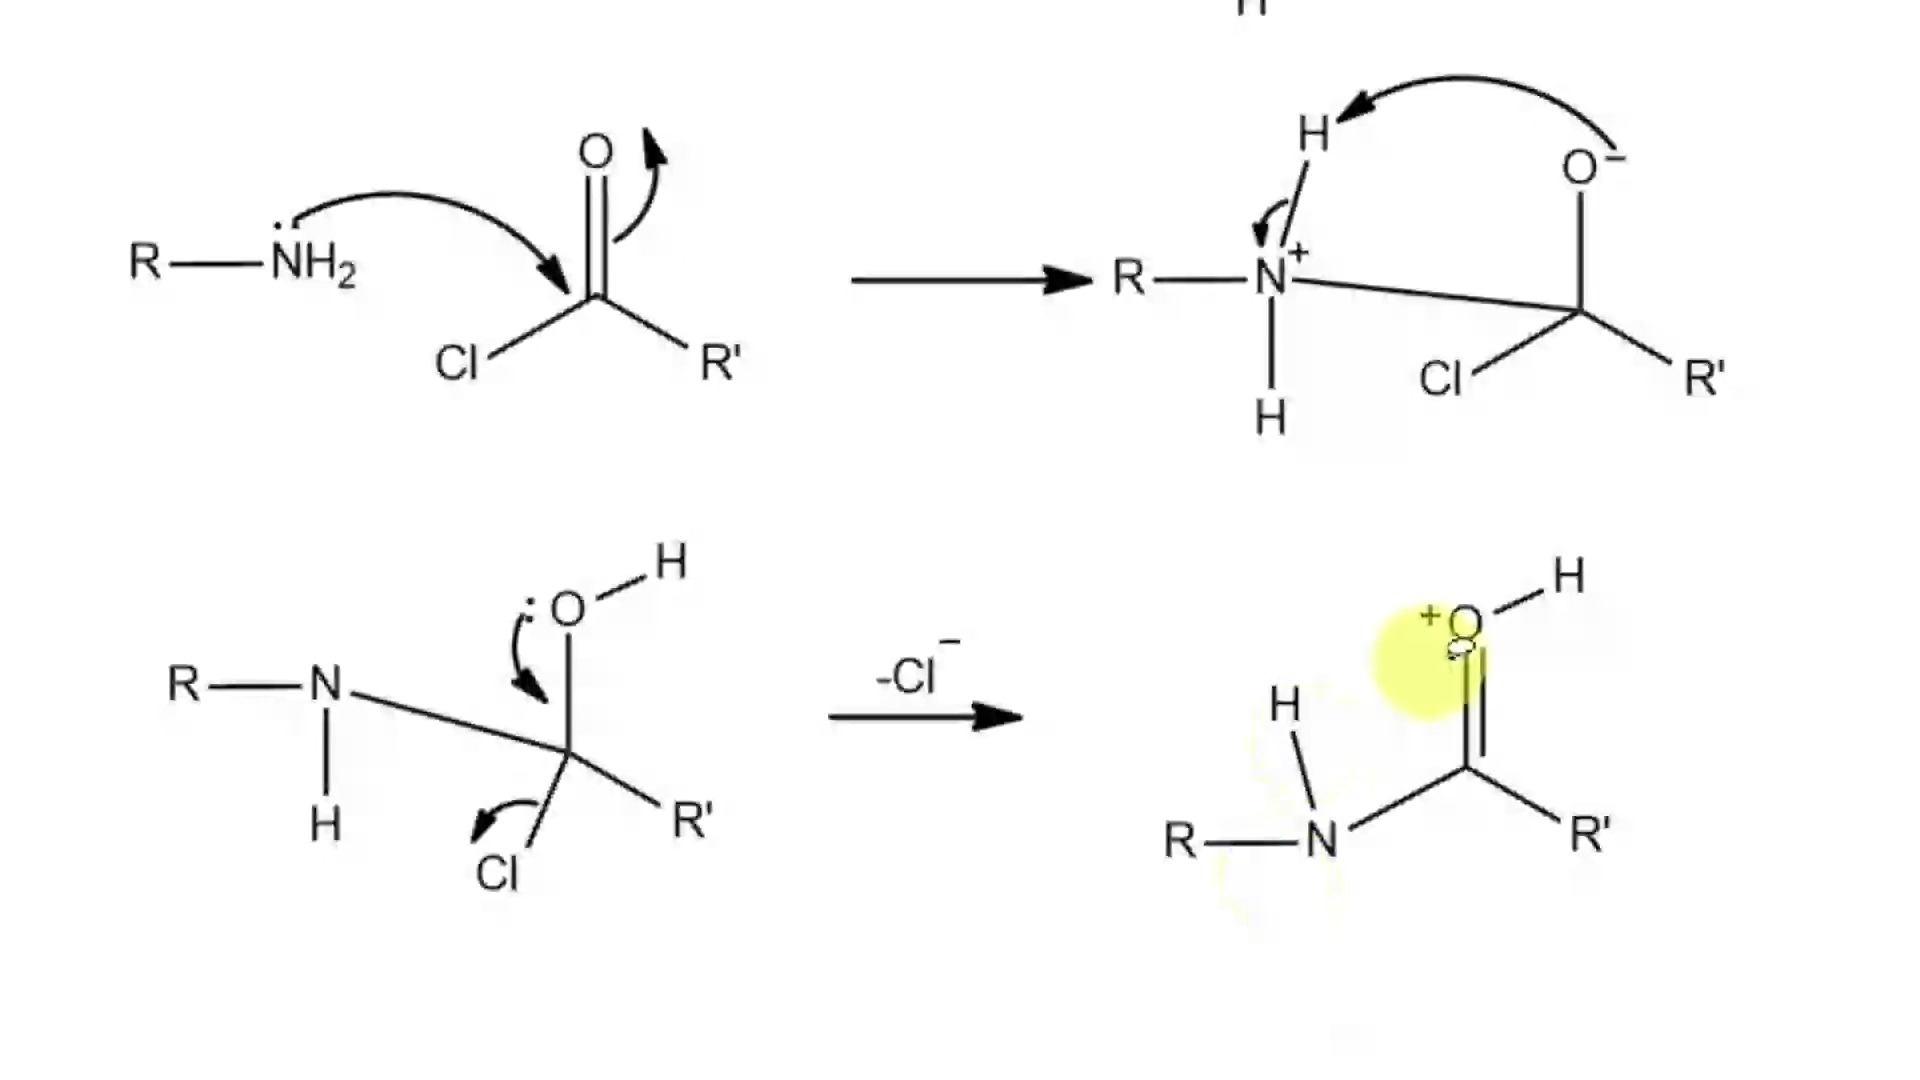 H
R NH₂ O Cl R'
R N⁺ H H O⁻ Cl R'
R N H O H Cl R'
-Cl⁻
R N H ⁺O H R'